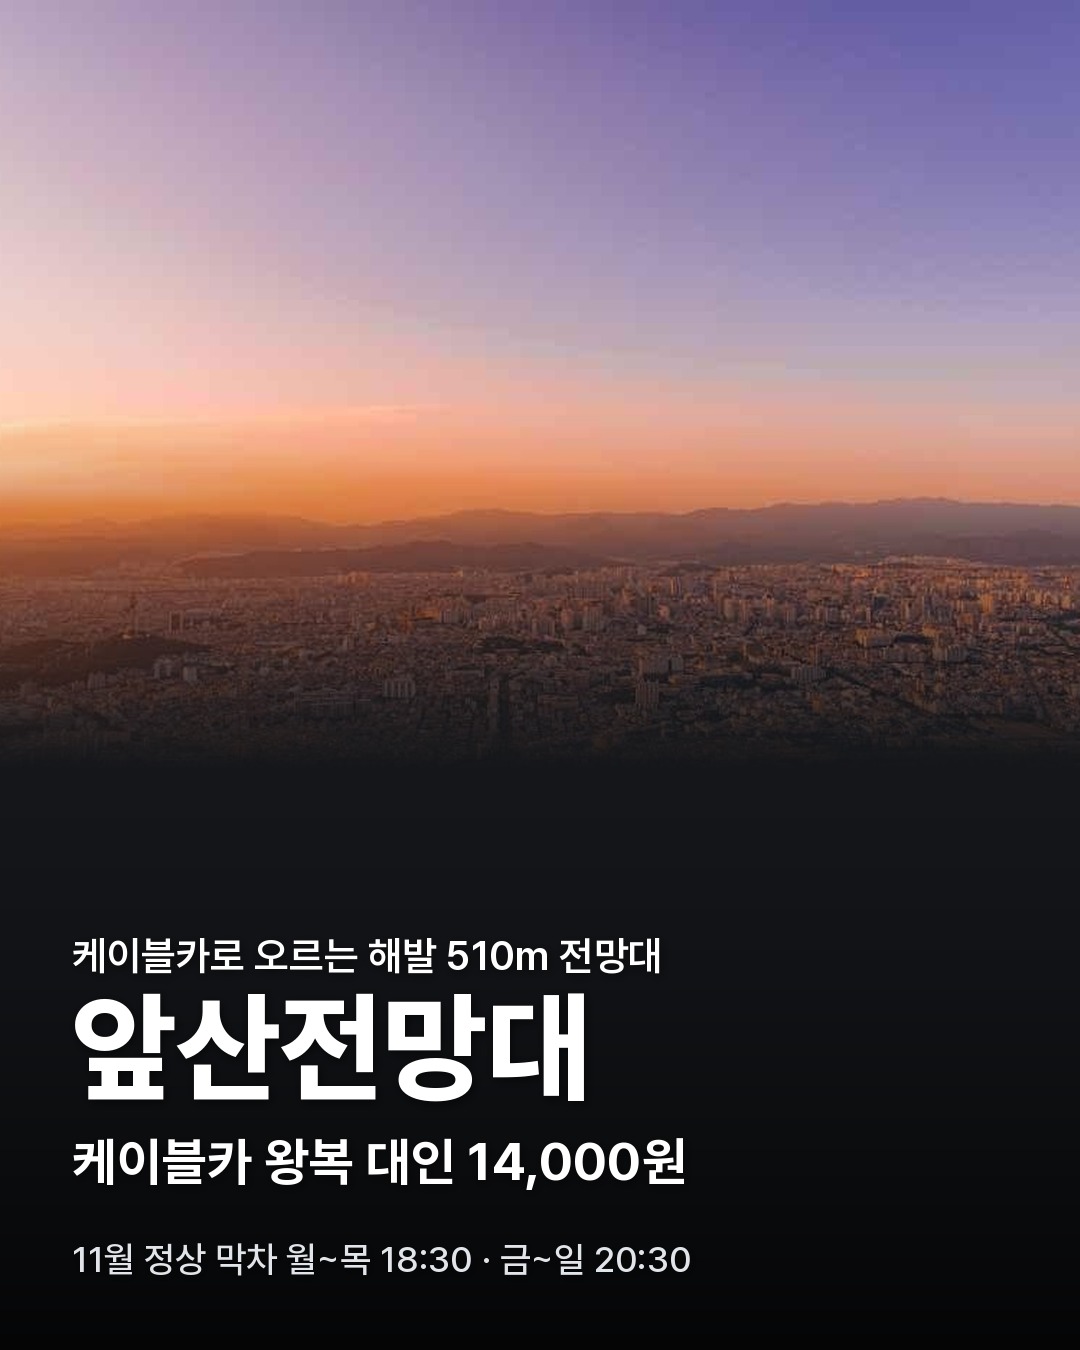 케이블카로 오르는 해발 510m 전망대
앞산전망대
케이블카 왕복 대인 14,000원
11월 정상 막차 월~목 18:30 · 금~일 20:30